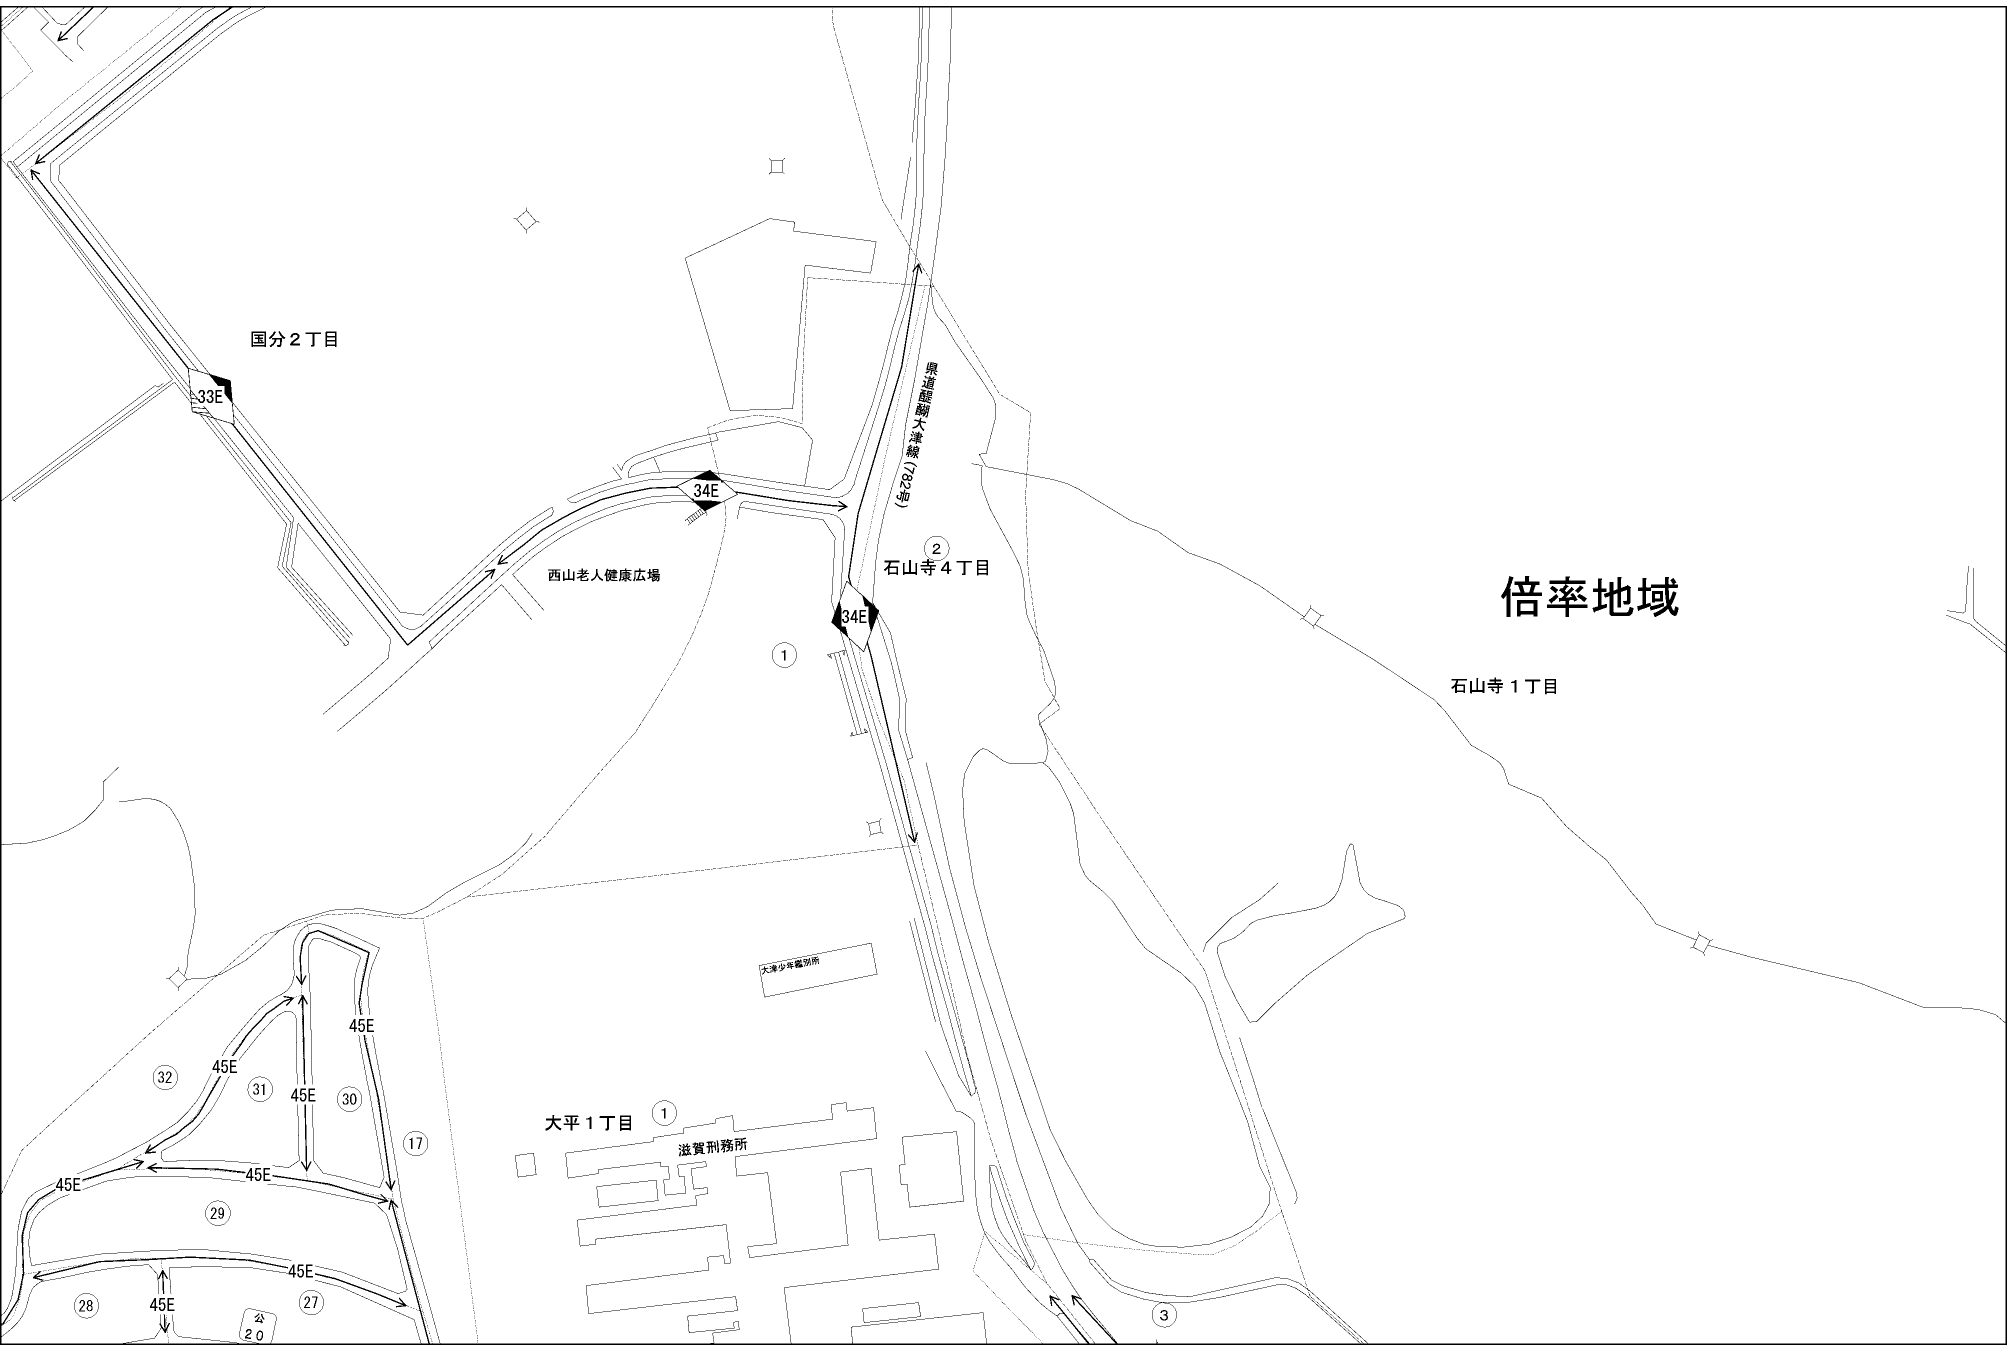 国分２丁目
33E
県道醍醐大津線(782号)
34E
2
石山寺４丁目
西山老人健康広場
倍率地域
34E
1
石山寺１丁目
大津少年鑑別所
45E
45E
32
31
45E
30
大平１丁目
1
17
滋賀刑務所
45E
45E
29
45E
28
45E
27
公
20
3